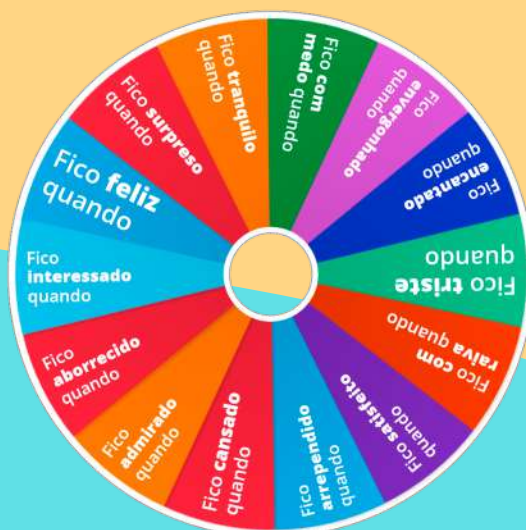 Fico com
medo quando
Fico
envergonhado
quando
Fico
encantado
quando
Fico triste
quando
Fico com
raiva quando
Fico satisfeito
quando
Fico
arrependido
quando
Fico cansado
quando
Fico
admirado
quando
Fico
aborrecido
quando
Fico
interessado
quando
Fico feliz
quando
Fico surpreso
quando
Fico tranquilo
quando